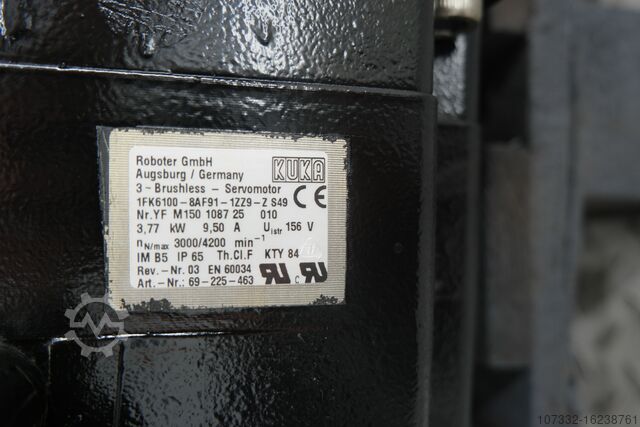 Roboter GmbH
Augsburg / Germany
KUKA
3 ~ Brushless - Servomotor
1FK6100-8AF91-1ZZ9-Z S49
CE
Nr.YF M150 1087 25 010
3,77 kW 9,50 A Uistr 156 V
nN/max 3000/4200 min-1
IM B5 IP 65 Th.Cl.F KTY 84
Rev.-Nr. 03 EN 60034
Art.-Nr.: 69-225-463
107332-16238761